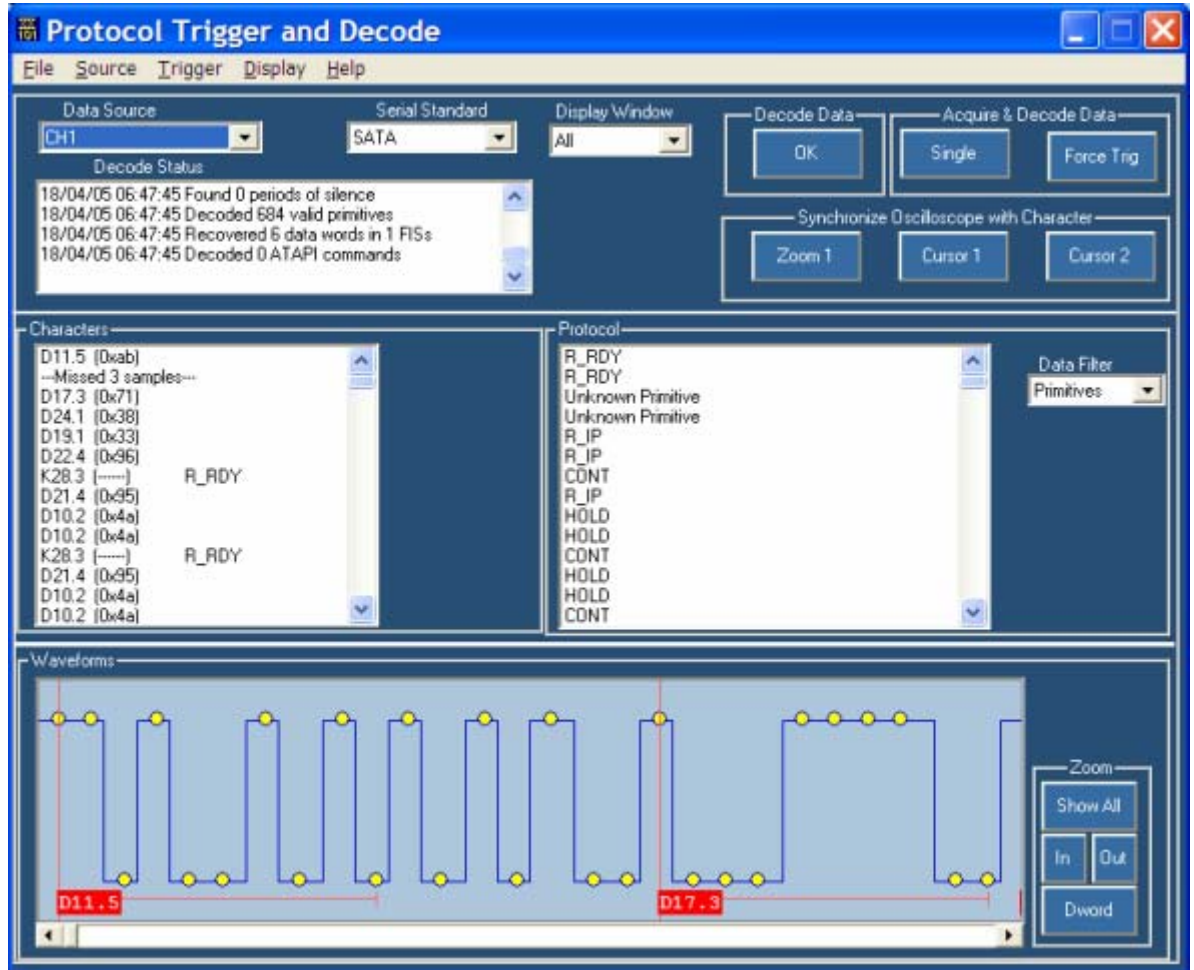 Protocol Trigger and Decode
File Source Trigger Display Help
Data Source
CH1
Serial Standard
SATA
Display Window
All
Decode Data
OK
Acquire & Decode Data
Single
Force Trig
Decode Status
18/04/05 06:47:45 Found 0 periods of silence
18/04/05 06:47:45 Decoded 684 valid primitives
18/04/05 06:47:45 Recovered 6 data words in 1 FISs
18/04/05 06:47:45 Decoded 0 ATAPI commands
Synchronize Oscilloscope with Character
Zoom 1
Cursor 1
Cursor 2
Characters
D11.5 (0xab)
---Missed 3 samples---
D17.3 (0x71)
D24.1 (0x38)
D19.1 (0x33)
D22.4 (0x96)
K28.3 (------) R_RDY
D21.4 (0x95)
D10.2 (0x4a)
D10.2 (0x4a)
K28.3 (------) R_RDY
D21.4 (0x95)
D10.2 (0x4a)
D10.2 (0x4a)
Protocol
R_RDY
R_RDY
Unknown Primitive
Unknown Primitive
R_IP
R_IP
CONT
R_IP
HOLD
HOLD
CONT
HOLD
HOLD
CONT
Data Filter
Primitives
Waveforms
D11.5
D17.3
Zoom
Show All
In
Out
Dword